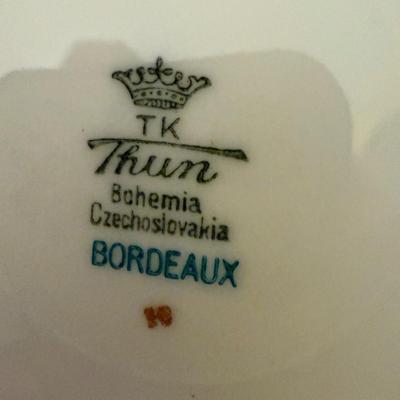 TK
Thun
Bohemia
Czechoslovakia
BORDEAUX